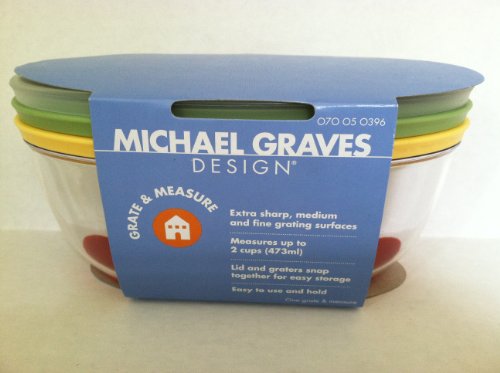 070 05 0396
MICHAEL GRAVES
DESIGN®
GRATE & MEASURE
Extra sharp, medium
and fine grating surfaces
Measures up to
2 cups (473ml)
Lid and graters snap
together for easy storage
Easy to use and hold
One grate & measure